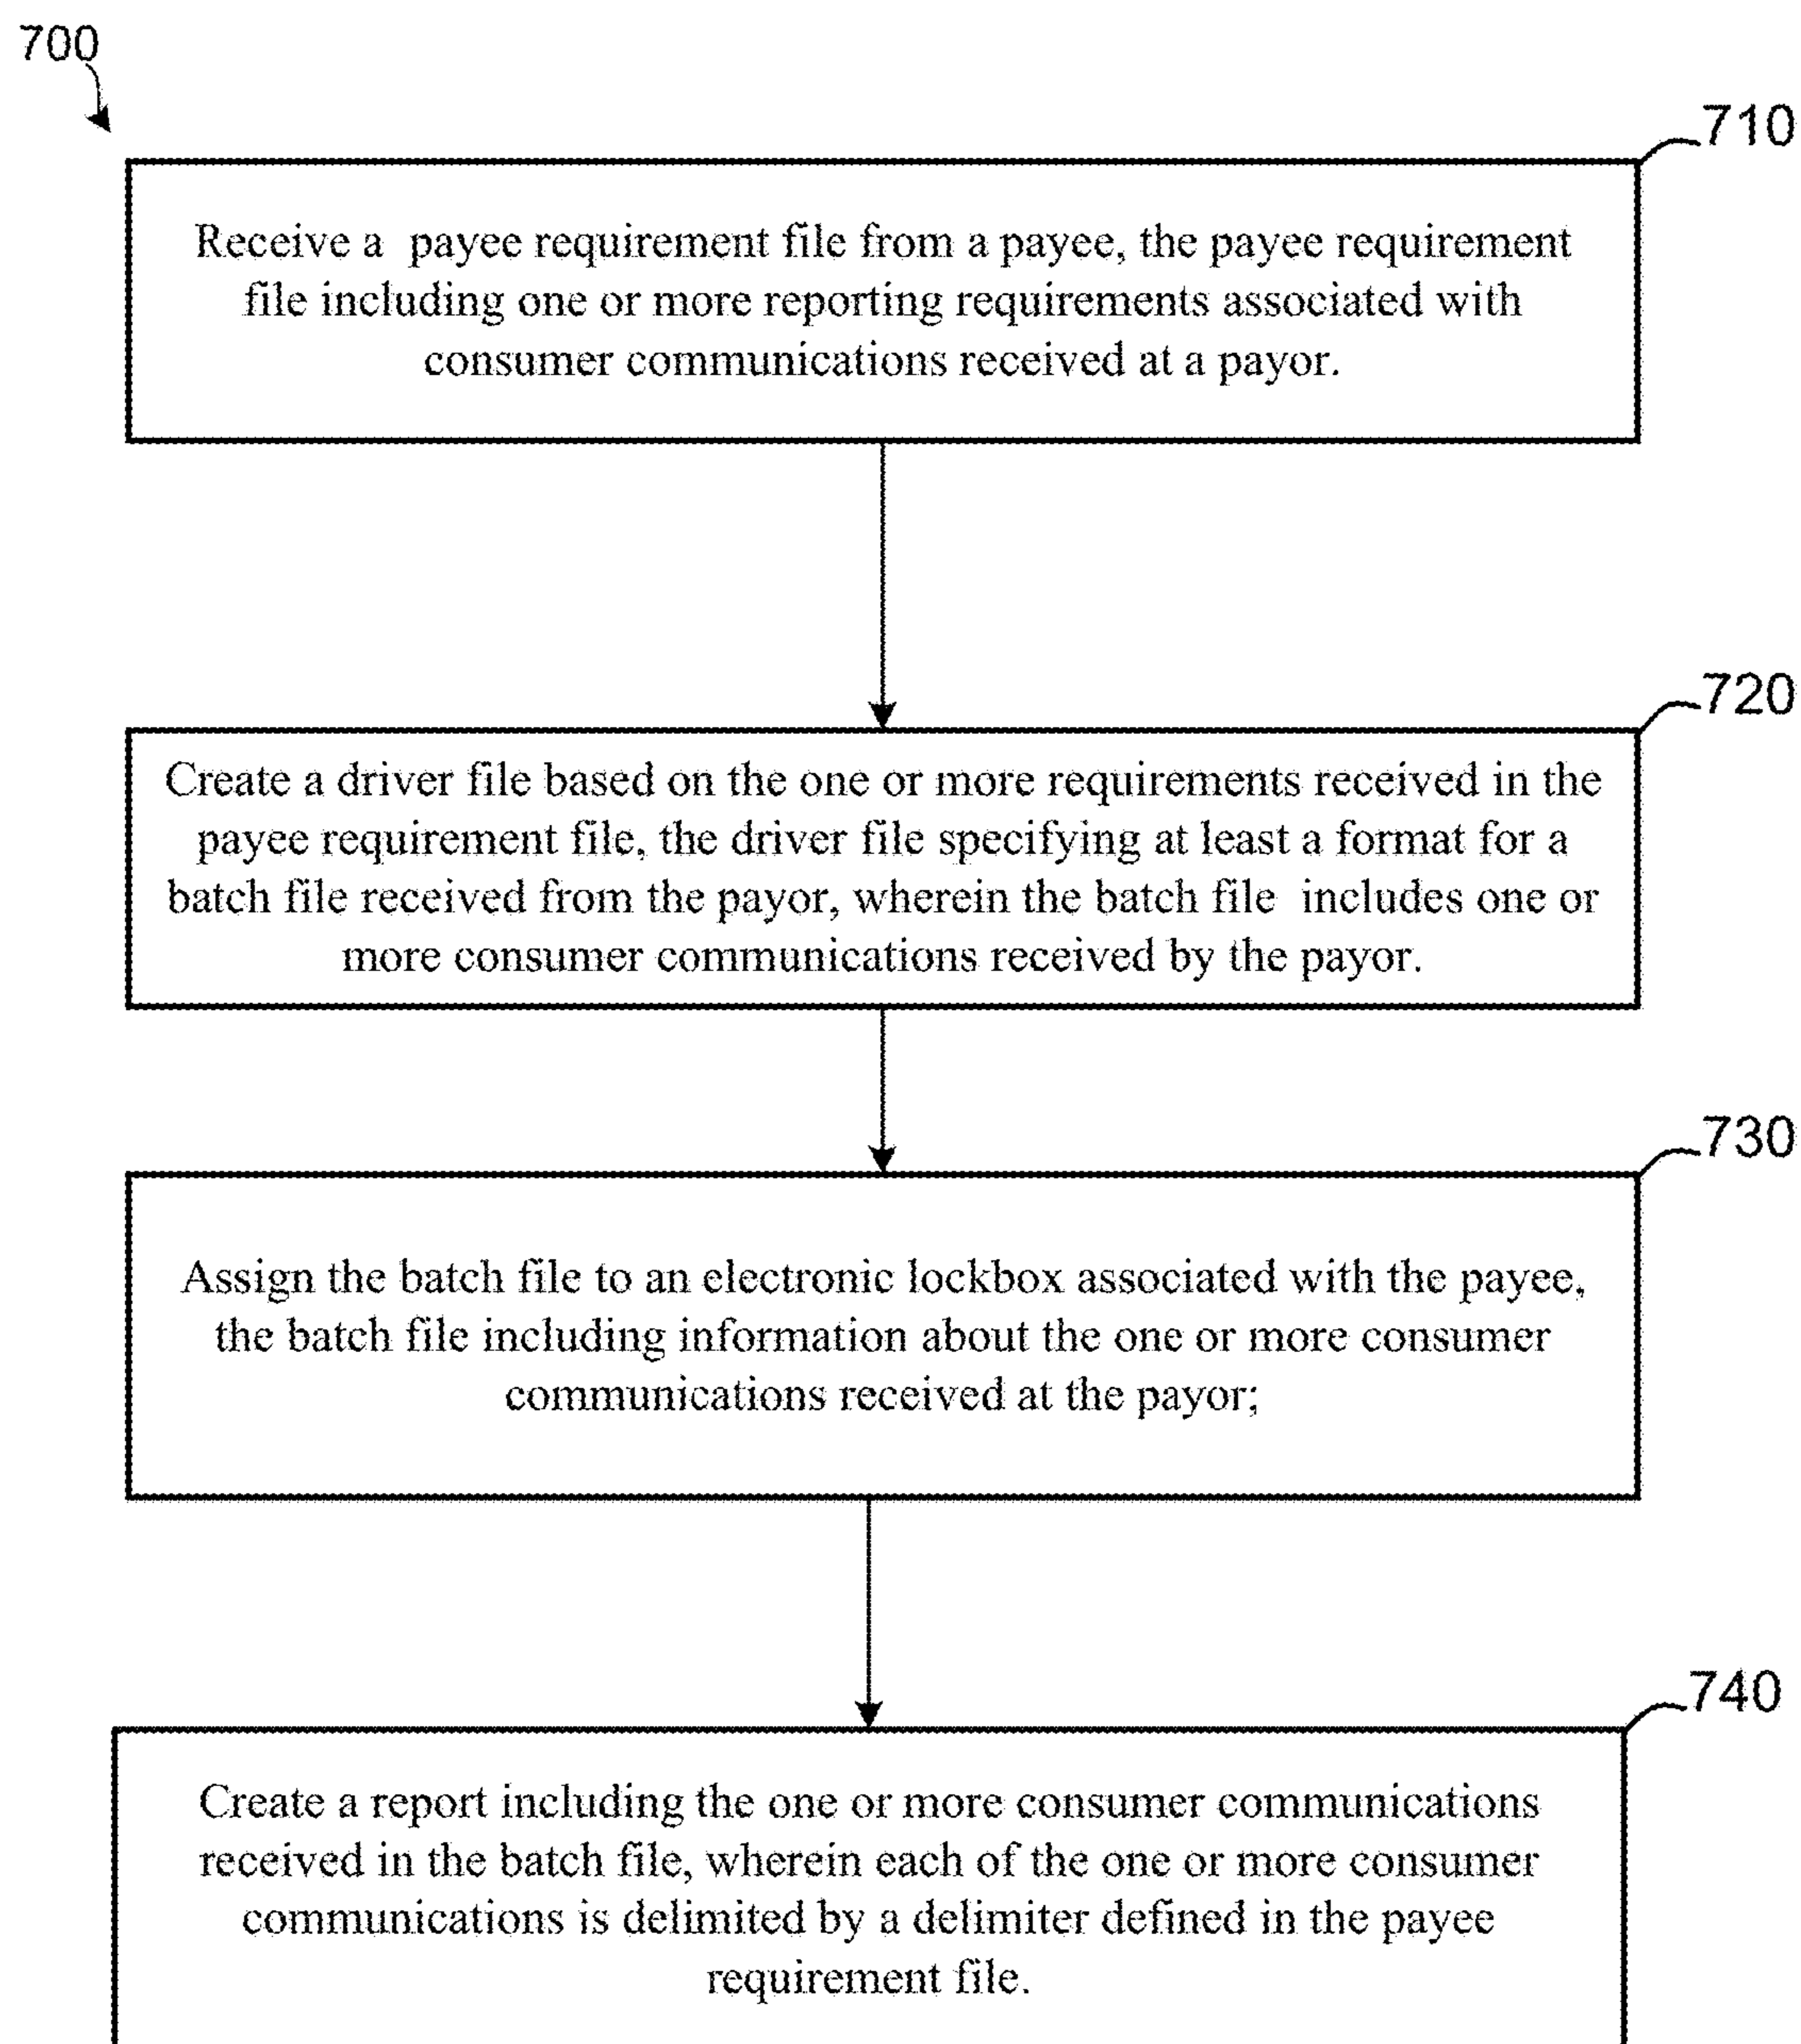 700
710
Receive a payee requirement file from a payee, the payee requirement
file including one or more reporting requirements associated with
consumer communications received at a payor.
720
Create a driver file based on the one or more requirements received in the
payee requirement file, the driver file specifying at least a format for a
batch file received from the payor, wherein the batch file includes one or
more consumer communications received by the payor.
730
Assign the batch file to an electronic lockbox associated with the payee,
the batch file including information about the one or more consumer
communications received at the payor;
740
Create a report including the one or more consumer communications
received in the batch file, wherein each of the one or more consumer
communications is delimited by a delimiter defined in the payee
requirement file.